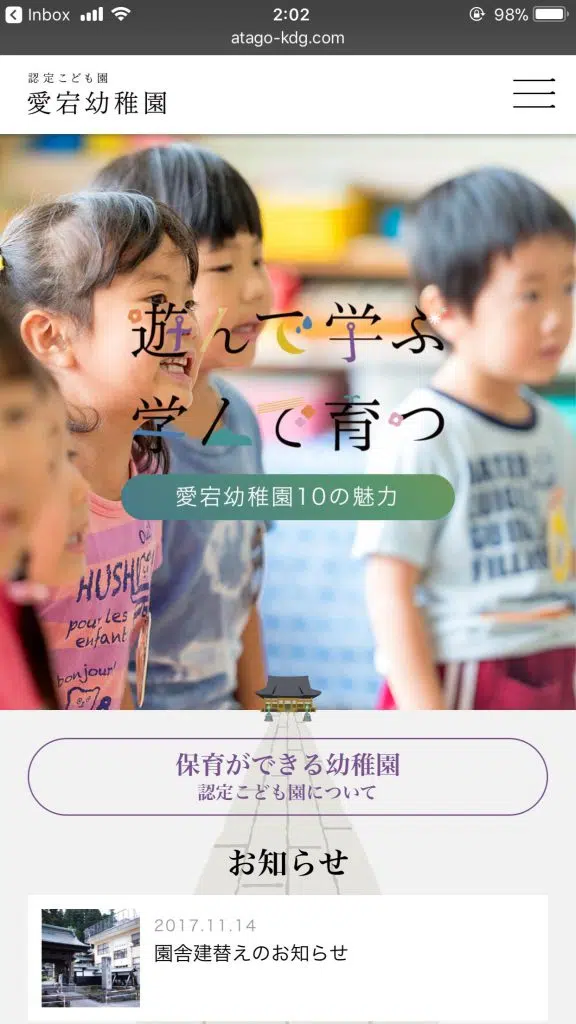 Inbox 2:02 98%
atago-kdg.com
認定こども園
愛宕幼稚園
遊んで学ぶ
学んで育つ
愛宕幼稚園10の魅力
HUSH
pour les
enfant
bonjour!
保育ができる幼稚園
認定こども園について
お知らせ
2017.11.14
園舎建替えのお知らせ